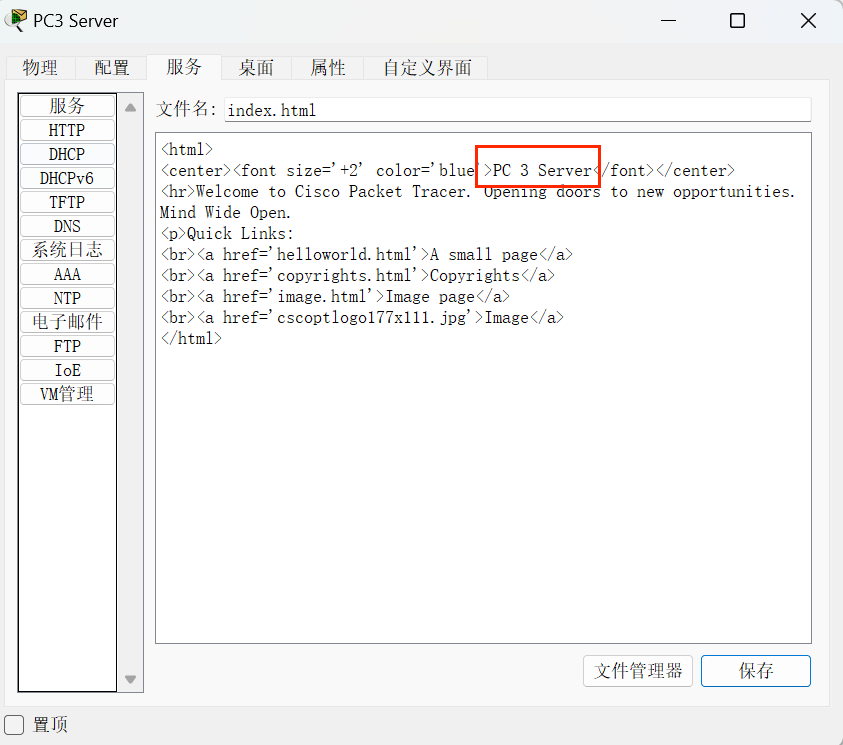 PC3 Server
物理 配置 服务 桌面 属性 自定义界面
服务
HTTP
DHCP
DHCPv6
TFTP
DNS
系统日志
AAA
NTP
电子邮件
FTP
IoE
VM管理
文件名: index.html
<html>
<center><font size='+2' color='blue'>PC 3 Server</font></center>
<hr>Welcome to Cisco Packet Tracer. Opening doors to new opportunities.
Mind Wide Open.
<p>Quick Links:
<br><a href='helloworld.html'>A small page</a>
<br><a href='copyrights.html'>Copyrights</a>
<br><a href='image.html'>Image page</a>
<br><a href='cscoptlogo177x111.jpg'>Image</a>
</html>
文件管理器 保存
置顶